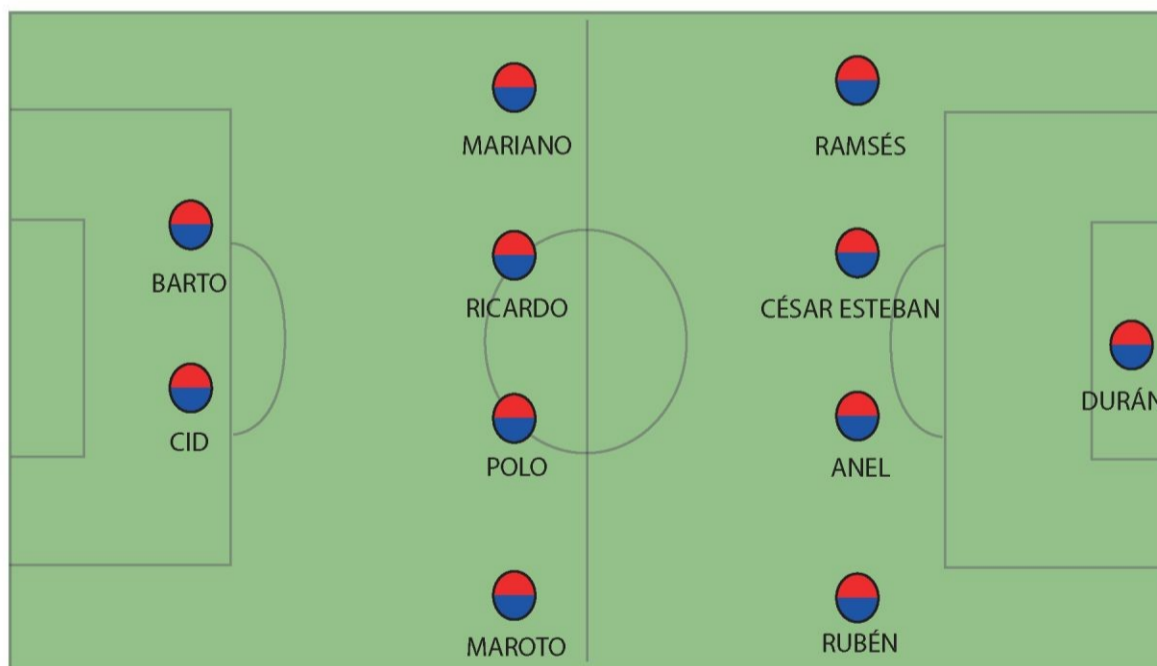 MARIANO
RAMSÉS
BARTO
RICARDO
CÉSAR ESTEBAN
DURÁN
CID
POLO
ANEL
MAROTO
RUBÉN